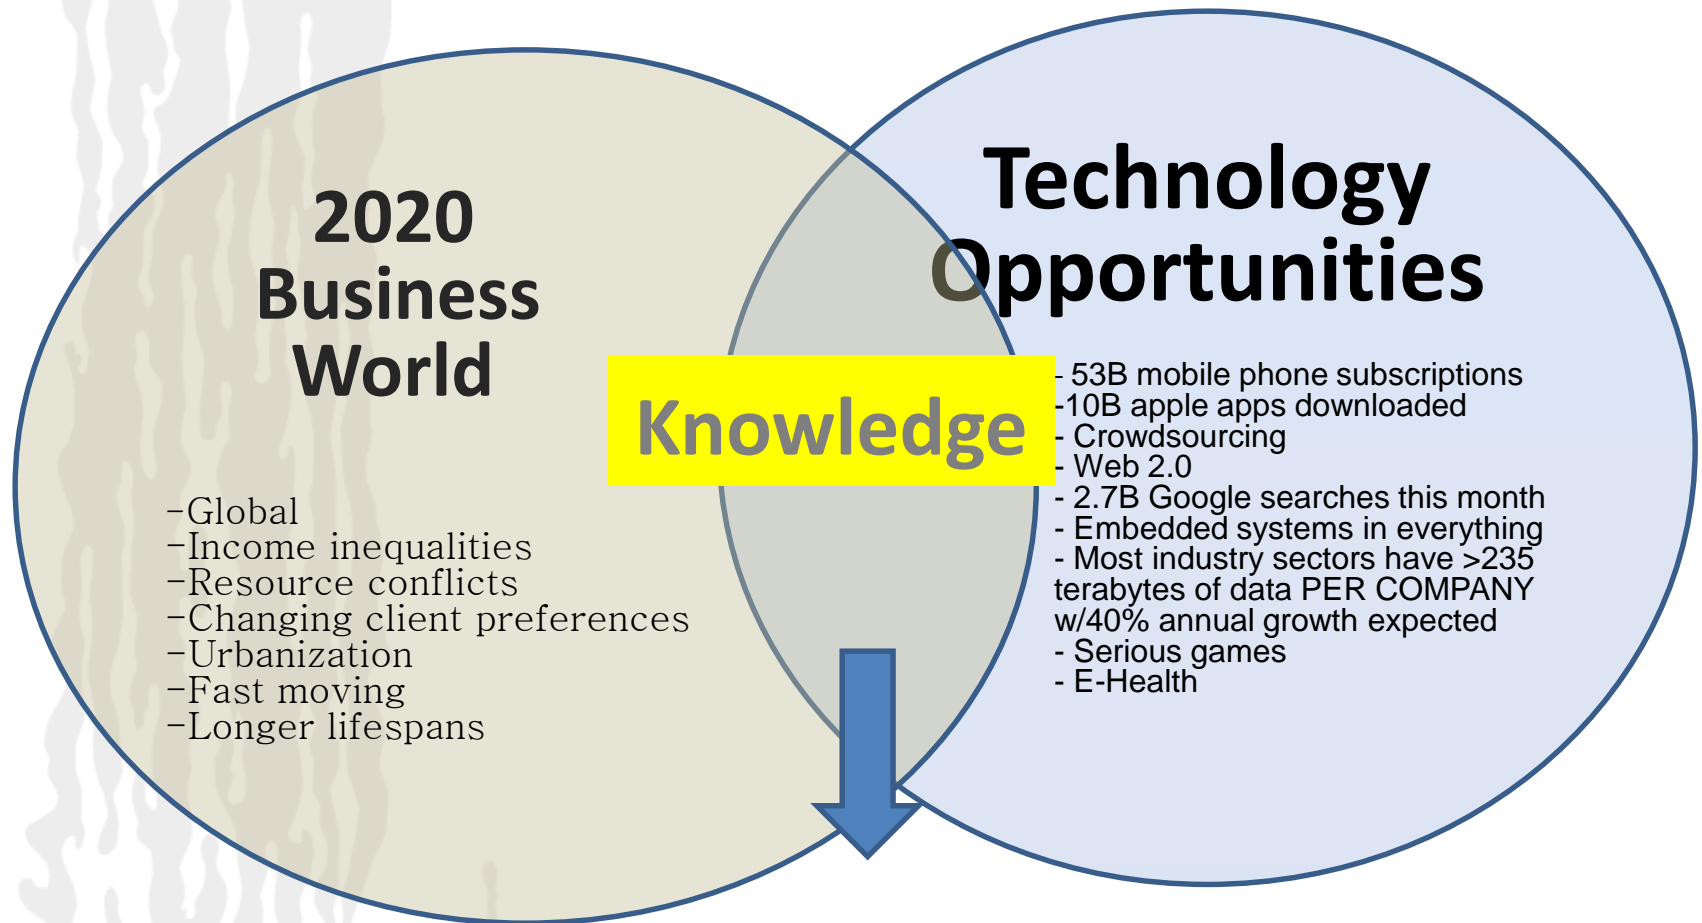 2020
Business
World
-Global
-Income inequalities
-Resource conflicts
-Changing client preferences
-Urbanization
-Fast moving
-Longer lifespans
Knowledge
Technology
Opportunities
- 53B mobile phone subscriptions
-10B apple apps downloaded
- Crowdsourcing
- Web 2.0
- 2.7B Google searches this month
- Embedded systems in everything
- Most industry sectors have >235
terabytes of data PER COMPANY
w/40% annual growth expected
- Serious games
- E-Health